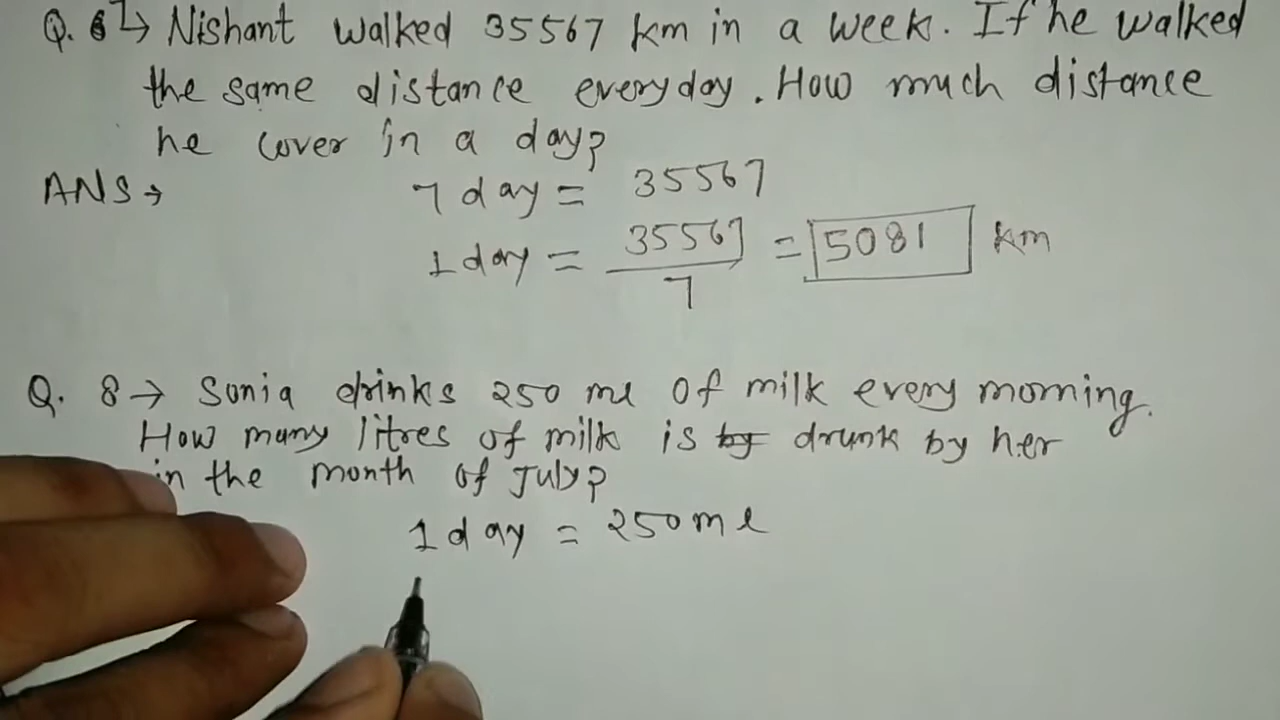 Q. 7→ Nishant walked 35567 km in a week. If he walked
the same distance everyday. How much distance
he cover in a day?
ANS→ 7 day = 35567
1 day = 35567/7 = 5081 km
Q. 8→ Sonia drinks 250 ml of milk every morning.
How many litres of milk is by drunk by her
in the month of July?
1 day = 250 ml